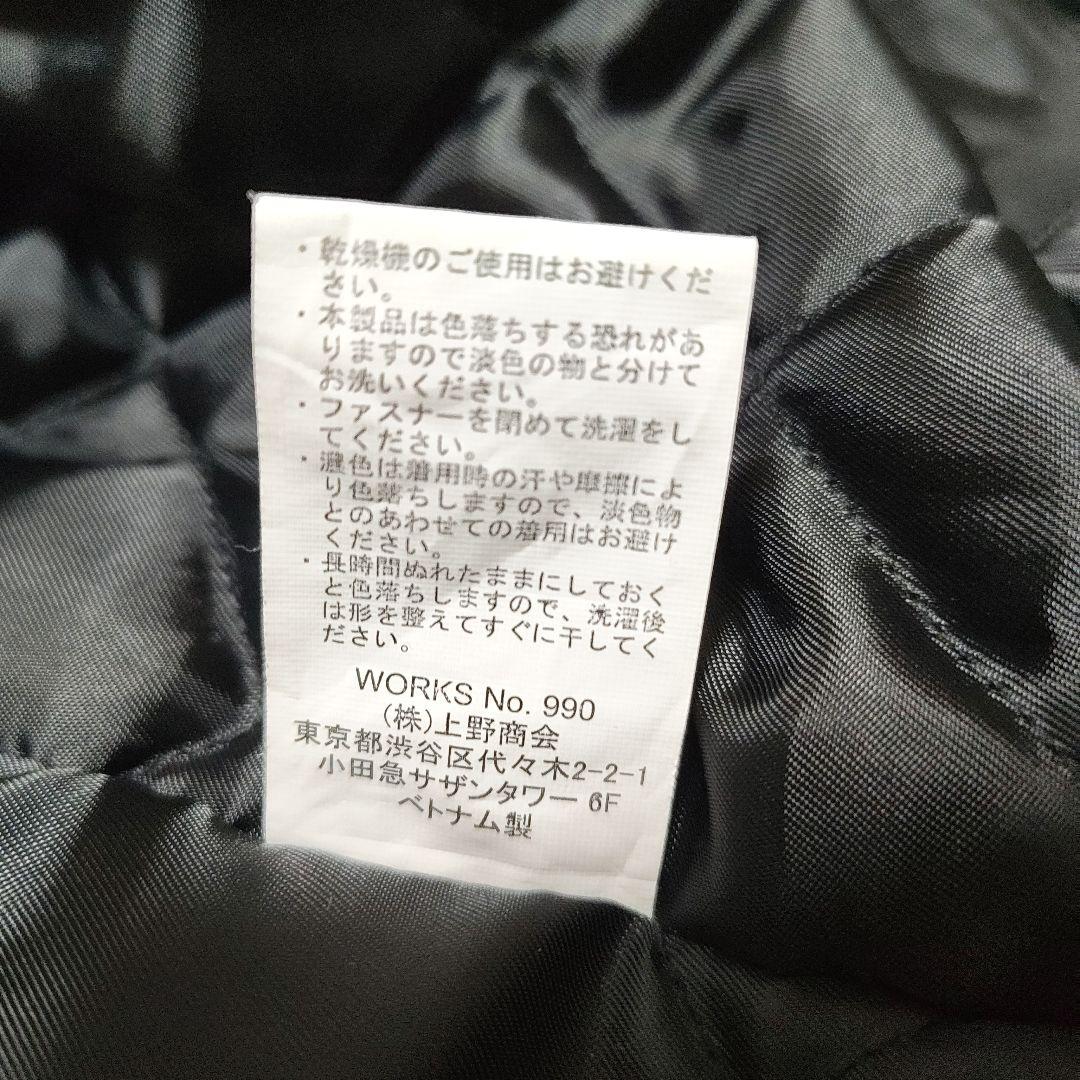 ・乾燥機のご使用はお避けくだ
さい。
・本製品は色落ちする恐れがあ
りますので淡色の物と分けて
お洗いください。
・ファスナーを閉めて洗濯をし
てください。
・濃色は着用時の汗や摩擦によ
り色落ちしますので、淡色物
とのあわせての着用はお避け
ください。
・長時間ぬれたままにしておく
と色落ちしますので、洗濯後
は形を整えてすぐに干してく
ださい。
WORKS No. 990
(株)上野商会
東京都渋谷区代々木2-2-1
小田急サザンタワー 6F
ベトナム製